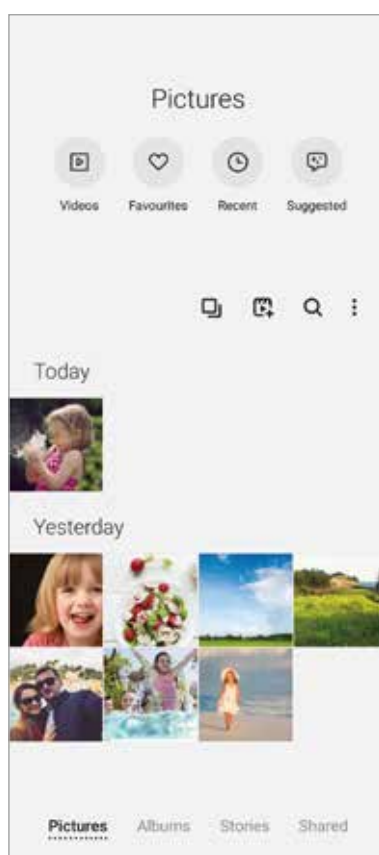 Pictures
Videos Favourites Recent Suggested
Today
Yesterday
Pictures Albums Stories Shared